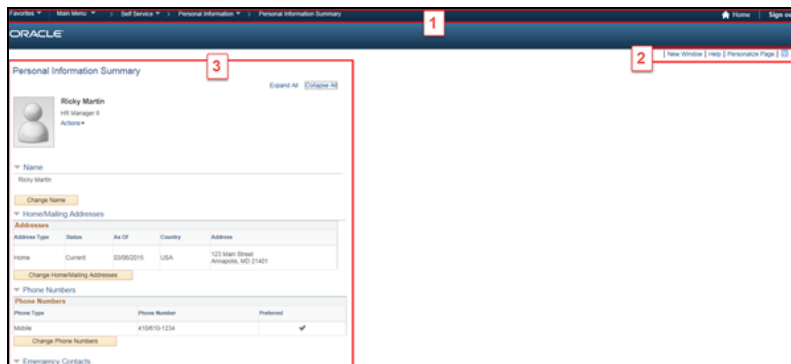 Favorites Main Menu > Self Service > Personal Information > Personal Information Summary
1
Home | Sign ou
ORACLE
2
| New Window | Help | Personalize Page |
Personal Information Summary
3
Expand All Collapse All
Ricky Martin
HR Manager II
Actions
Name
Ricky Martin
Change Name
Home/Mailing Addresses
Addresses
Address Type Status As Of Country Address
Home Current 03/06/2015 USA 123 Main Street
Annapolis, MD 21401
Change Home/Mailing Addresses
Phone Numbers
Phone Numbers
Phone Type Phone Number Preferred
Mobile 410/610-1234 ✔
Change Phone Numbers
Emergency Contacts